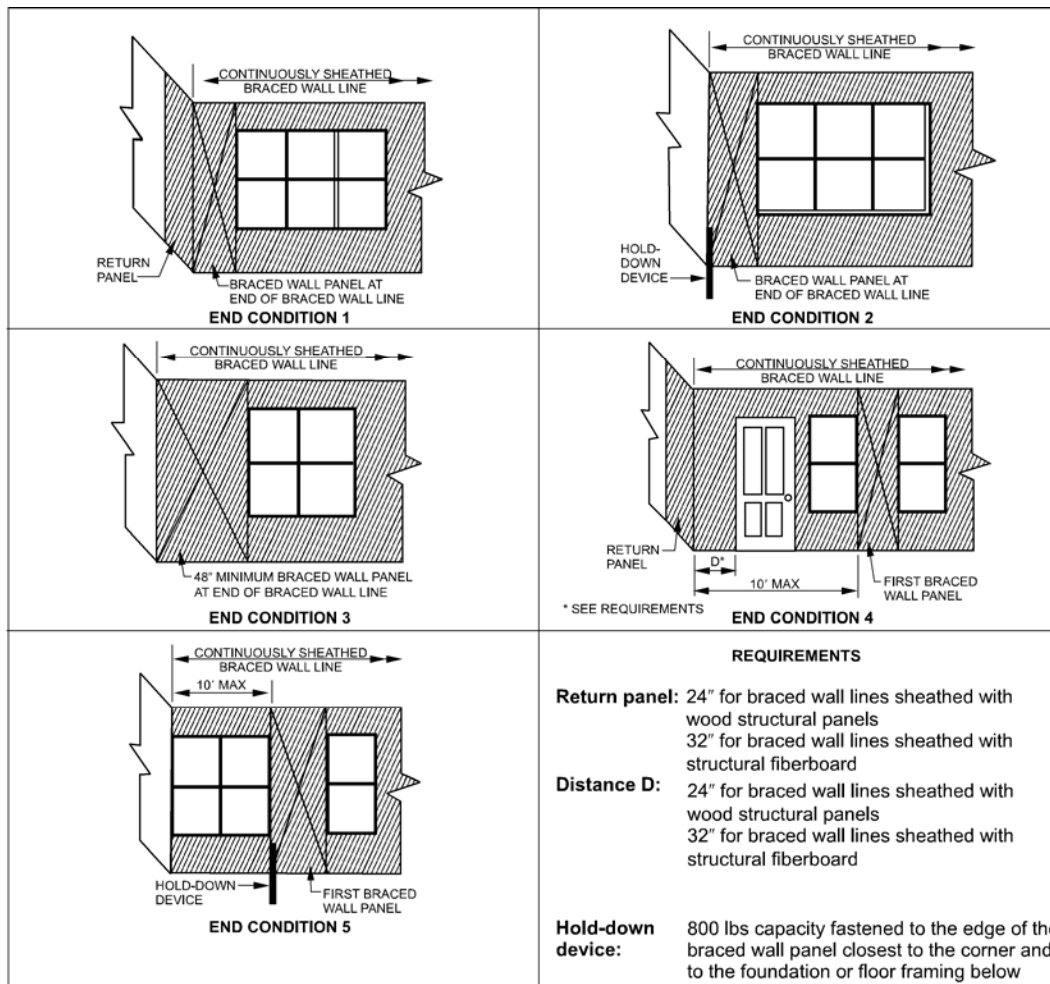 CONTINUOUSLY SHEATHED
BRACED WALL LINE
RETURN
PANEL
BRACED WALL PANEL AT
END OF BRACED WALL LINE
END CONDITION 1
CONTINUOUSLY SHEATHED
BRACED WALL LINE
HOLD-
DOWN
DEVICE
BRACED WALL PANEL AT
END OF BRACED WALL LINE
END CONDITION 2
CONTINUOUSLY SHEATHED
BRACED WALL LINE
48" MINIMUM BRACED WALL PANEL
AT END OF BRACED WALL LINE
END CONDITION 3
CONTINUOUSLY SHEATHED
BRACED WALL LINE
RETURN
PANEL
D*
10' MAX
FIRST BRACED
WALL PANEL
* SEE REQUIREMENTS
END CONDITION 4
CONTINUOUSLY SHEATHED
BRACED WALL LINE
10' MAX
HOLD-DOWN
DEVICE
FIRST BRACED
WALL PANEL
END CONDITION 5
REQUIREMENTS
Return panel: 24" for braced wall lines sheathed with
wood structural panels
32" for braced wall lines sheathed with
structural fiberboard
Distance D: 24" for braced wall lines sheathed with
wood structural panels
32" for braced wall lines sheathed with
structural fiberboard
Hold-down 800 lbs capacity fastened to the edge of the
device: braced wall panel closest to the corner and
to the foundation or floor framing below